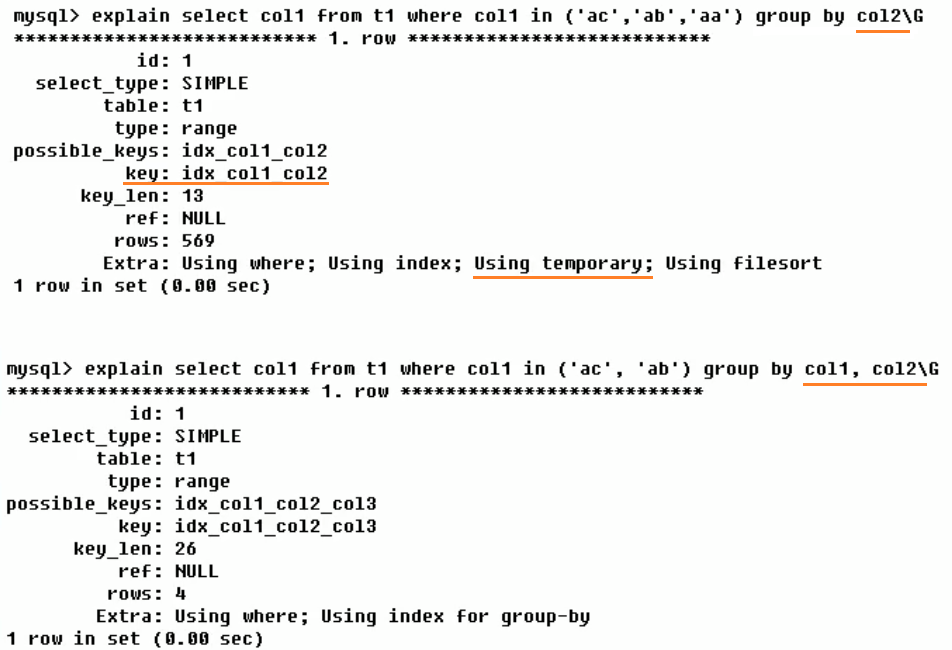 mysql> explain select col1 from t1 where col1 in ('ac','ab','aa') group by col2\G
*************************** 1. row ***************************
id: 1
select_type: SIMPLE
table: t1
type: range
possible_keys: idx_col1_col2
key: idx_col1_col2
key_len: 13
ref: NULL
rows: 569
Extra: Using where; Using index; Using temporary; Using filesort
1 row in set (0.00 sec)
mysql> explain select col1 from t1 where col1 in ('ac', 'ab') group by col1, col2\G
*************************** 1. row ***************************
id: 1
select_type: SIMPLE
table: t1
type: range
possible_keys: idx_col1_col2_col3
key: idx_col1_col2_col3
key_len: 26
ref: NULL
rows: 4
Extra: Using where; Using index for group-by
1 row in set (0.00 sec)